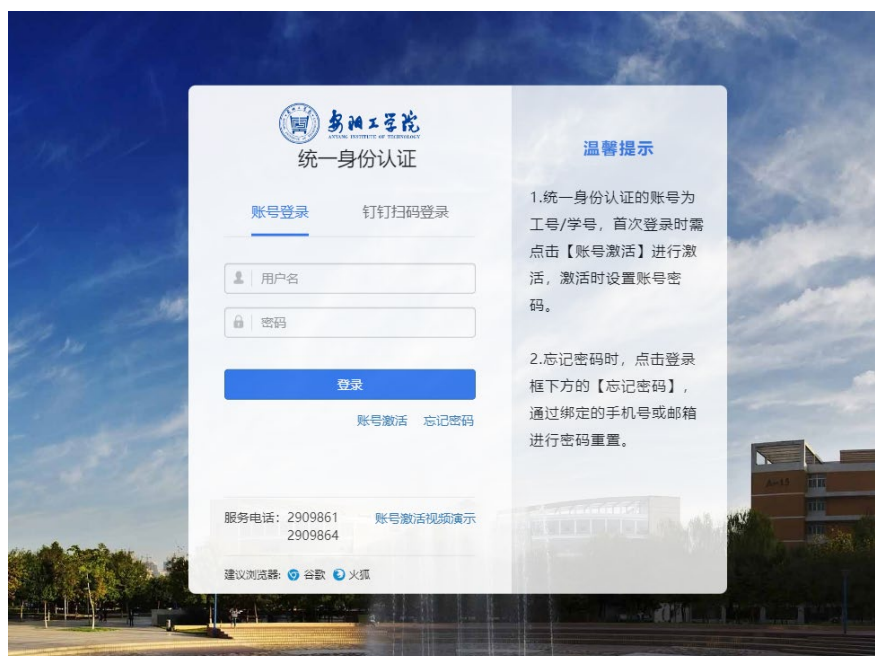 安阳工学院
ANYANG INSTITUTE OF TECHNOLOGY
统一身份认证
账号登录 钉钉扫码登录
用户名
密码
登录
账号激活 忘记密码
服务电话：2909861 账号激活视频演示
2909864
建议浏览器: 谷歌 火狐
温馨提示
1.统一身份认证的账号为
工号/学号，首次登录时需
点击【账号激活】进行激
活，激活时设置账号密
码。
2.忘记密码时，点击登录
框下方的【忘记密码】，
通过绑定的手机号或邮箱
进行密码重置。